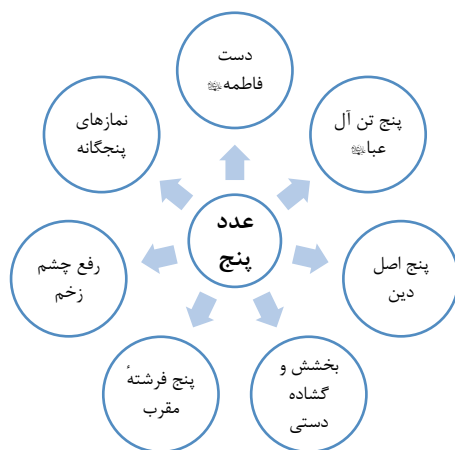 دست
فاطمه
پنج تن آل
عبا
پنج اصل
دین
بخشش و
گشاده
دستی
پنج فرشتهٔ
مقرب
رفع چشم
زخم
نمازهای
پنجگانه
عدد
پنج